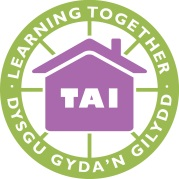 · LEARNING TOGETHER ·
TAI
DYSGU GYDA'N GILYDD